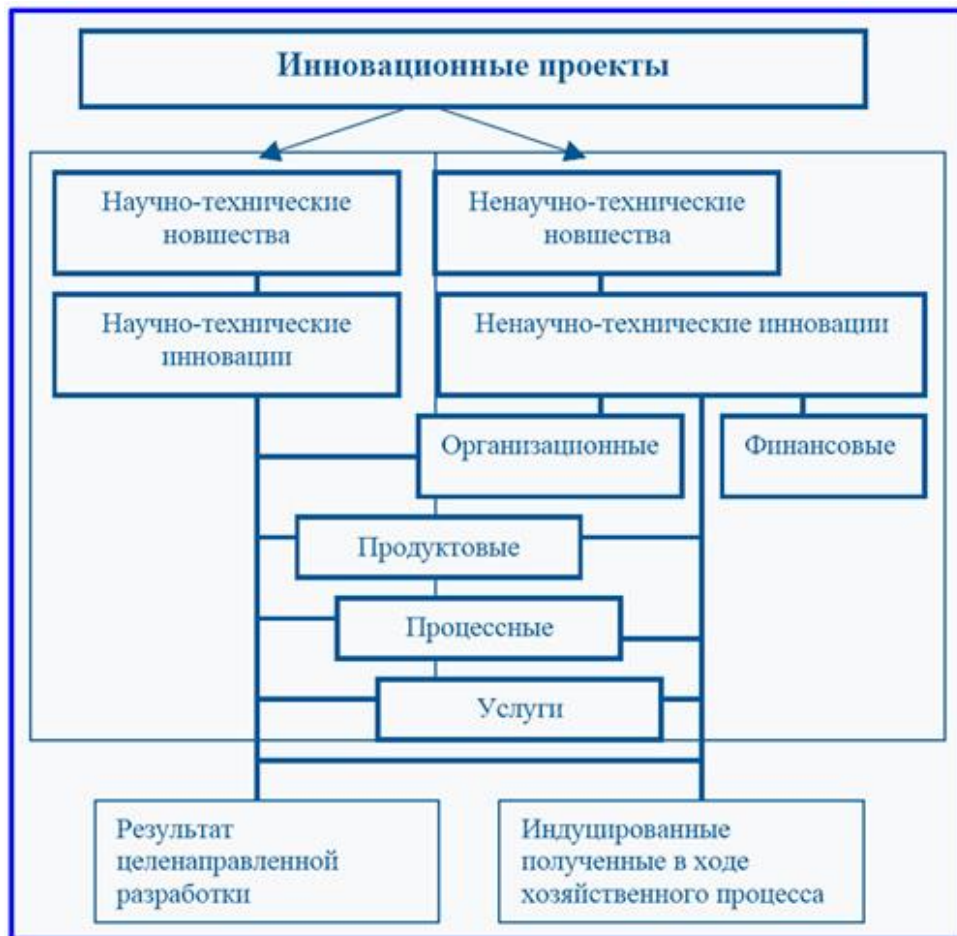 Инновационные проекты
Научно-технические
новшества
Ненаучно-технические
новшества
Научно-технические
инновации
Ненаучно-технические инновации
Организационные
Финансовые
Продуктовые
Процессные
Услуги
Результат
целенаправленной
разработки
Индуцированные
полученные в ходе
хозяйственного процесса